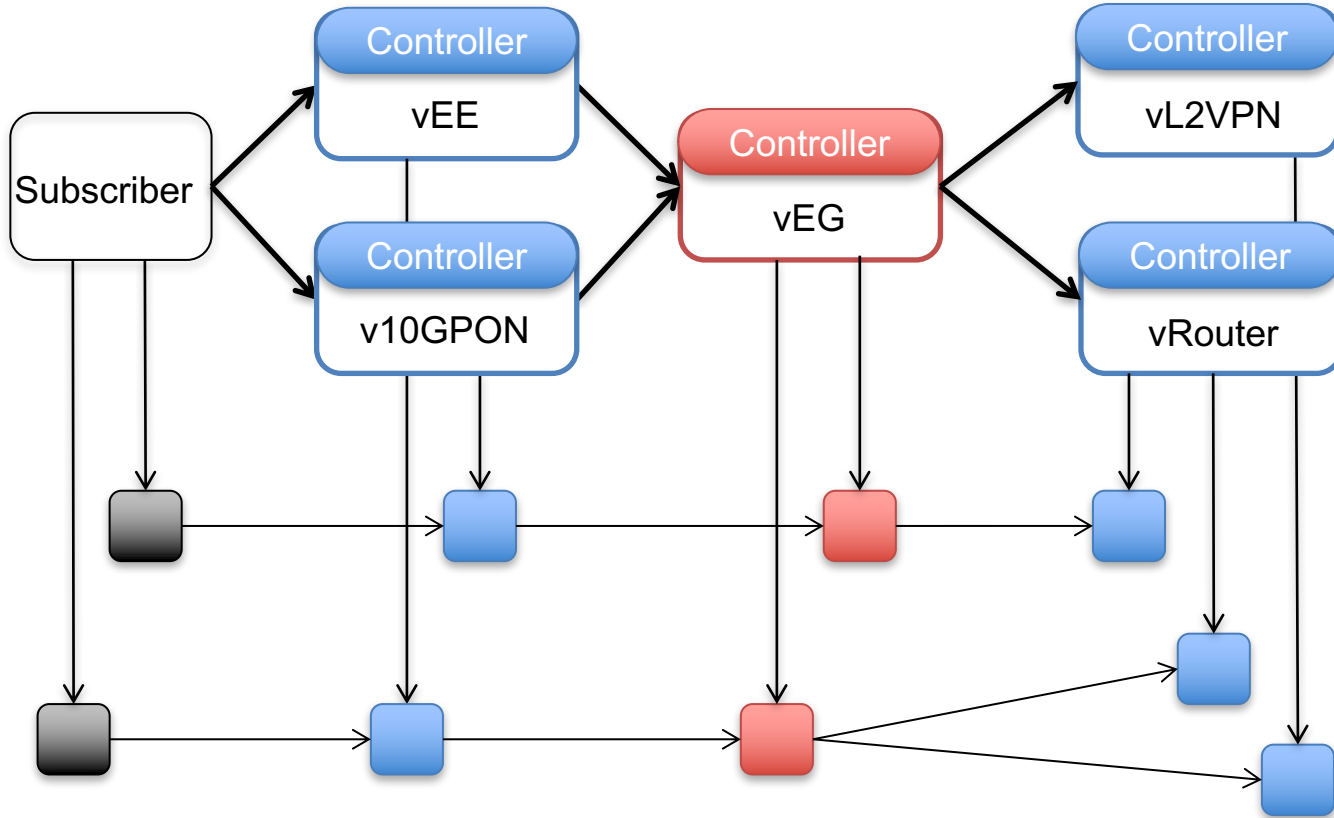 Controller
vEE
Controller
vL2VPN
Subscriber
Controller
vEG
Controller
v10GPON
Controller
vRouter